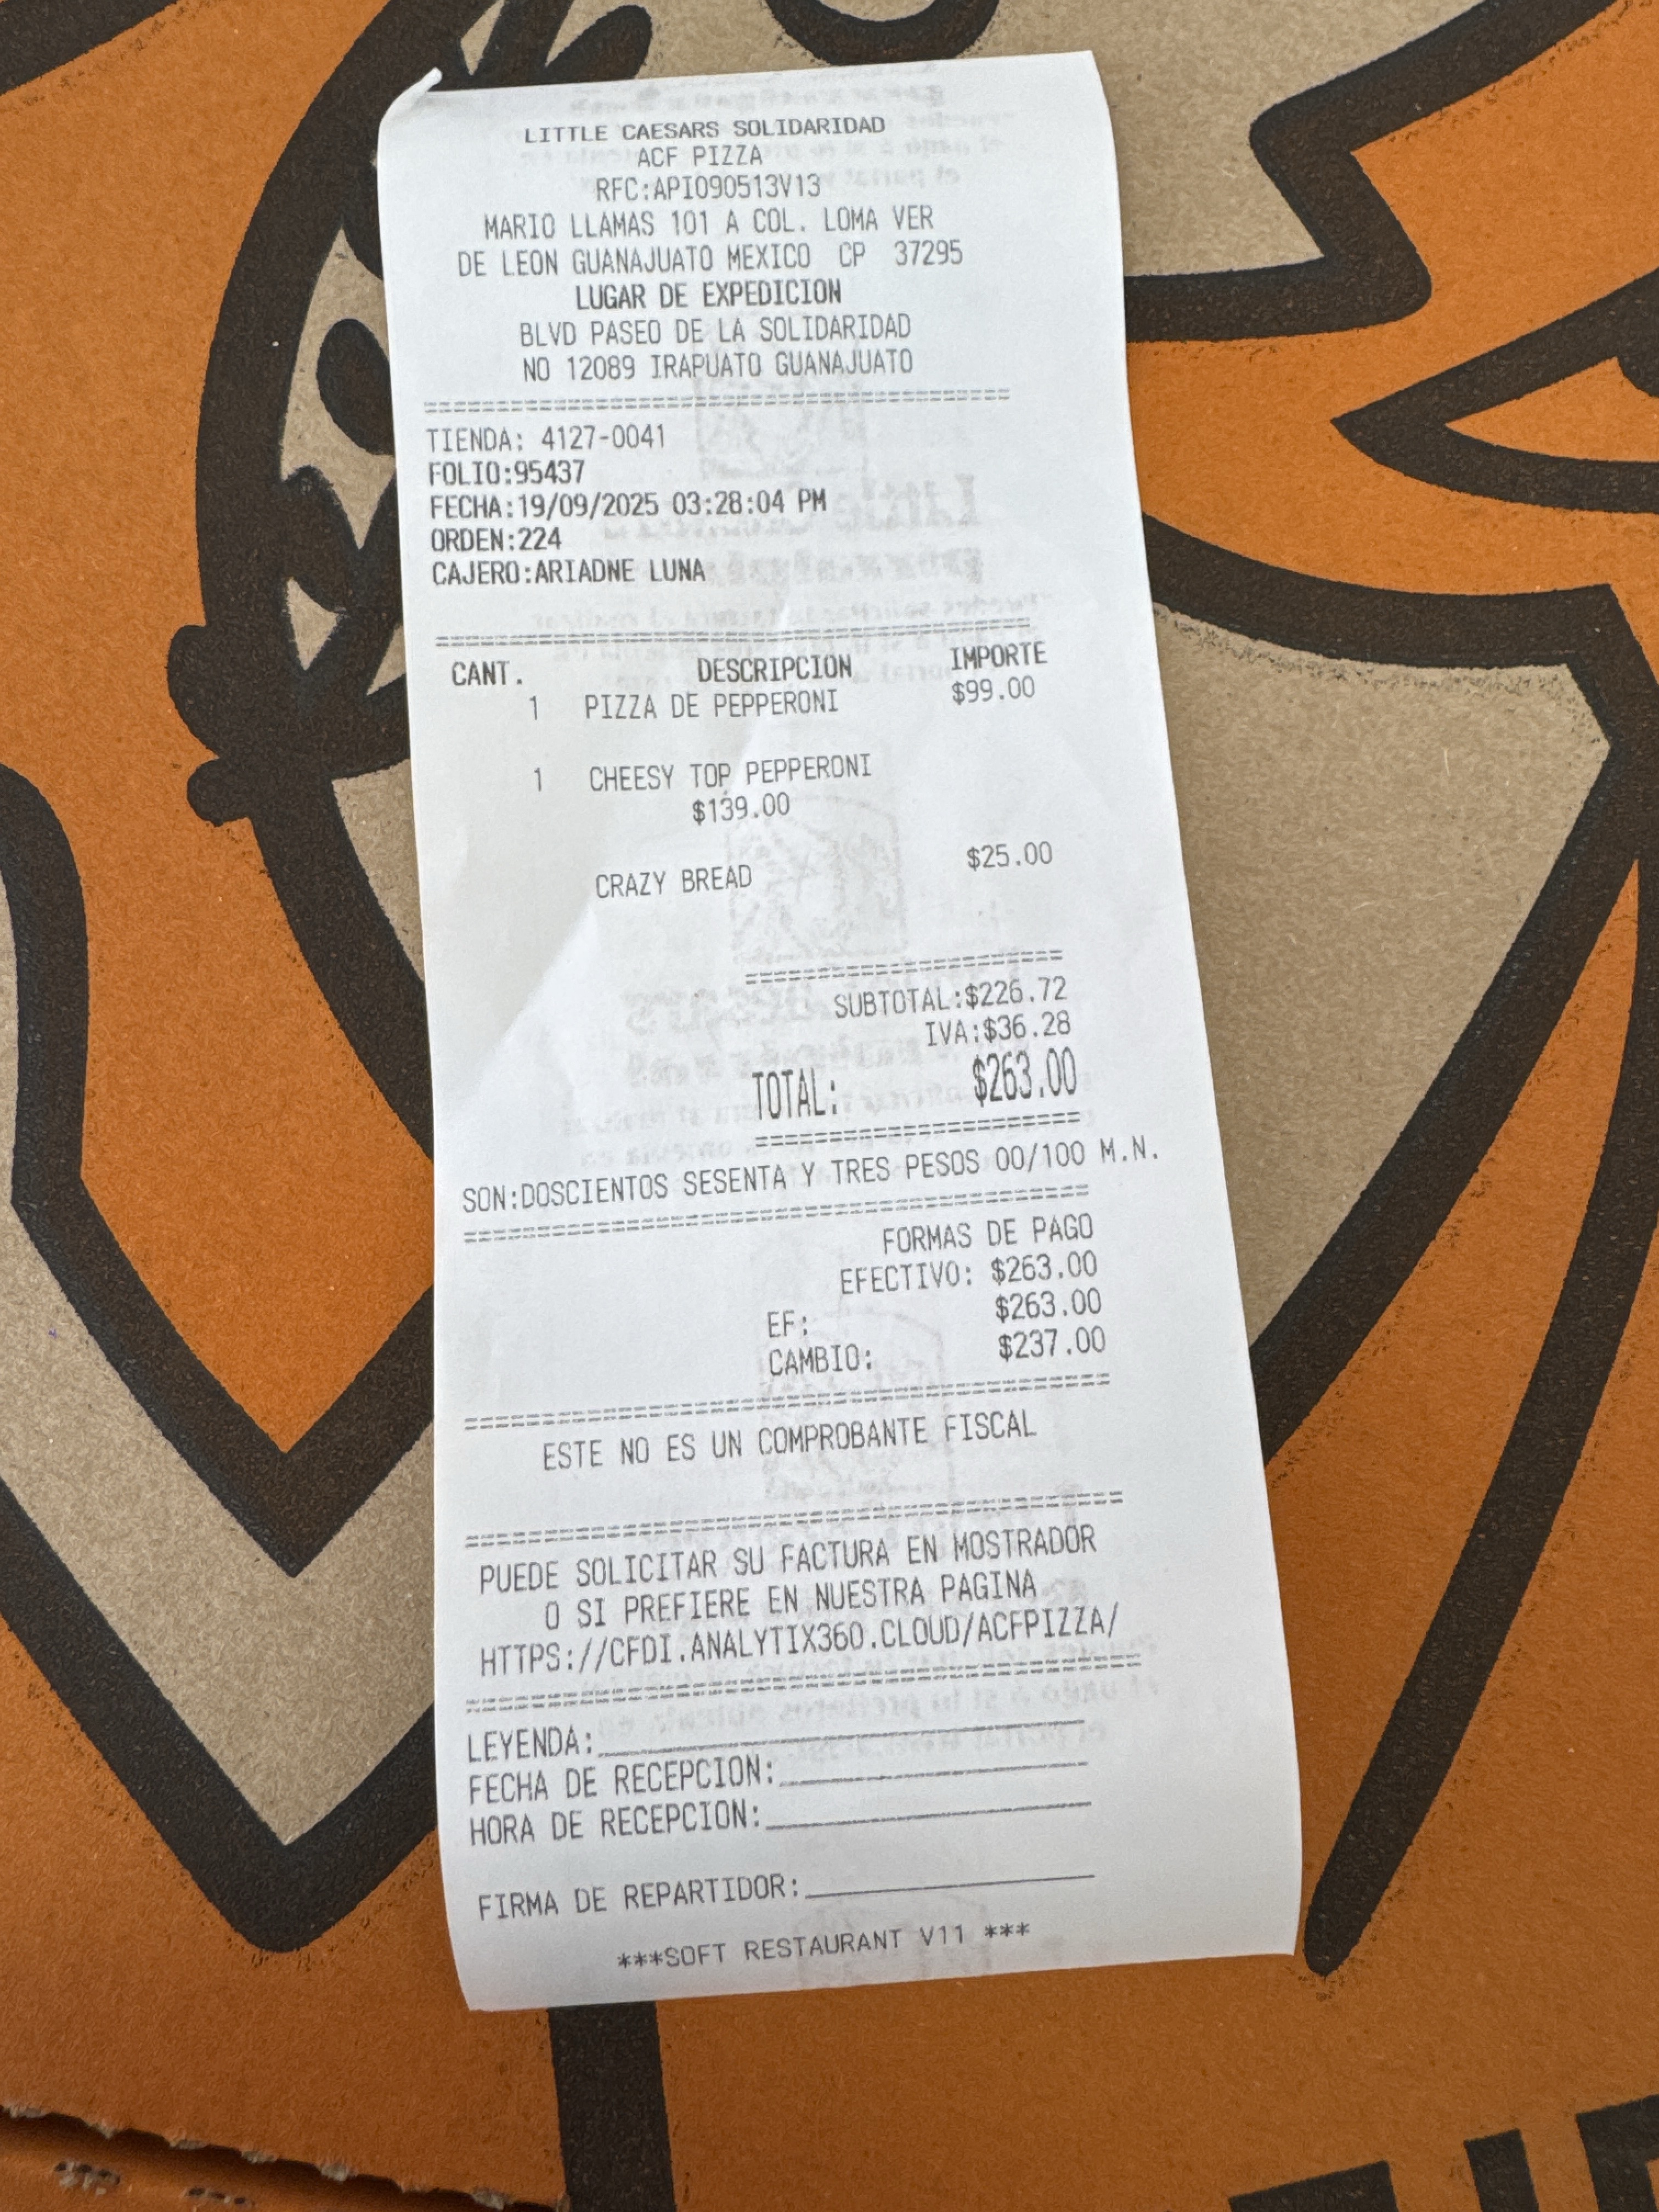 LITTLE CAESARS SOLIDARIDAD
ACF PIZZA
RFC:API090513V13
MARIO LLAMAS 101 A COL. LOMA VER
DE LEON GUANAJUATO MEXICO CP 37295
LUGAR DE EXPEDICION
BLVD PASEO DE LA SOLIDARIDAD
NO 12089 IRAPUATO GUANAJUATO
TIENDA: 4127-0041
FOLIO:95437
FECHA:19/09/2025 03:28:04 PM
ORDEN:224
CAJERO:ARIADNE LUNA
CANT. DESCRIPCION IMPORTE
1 PIZZA DE PEPPERONI $99.00
1 CHEESY TOP PEPPERONI
$139.00
CRAZY BREAD $25.00
SUBTOTAL:$226.72
IVA:$36.28
TOTAL: $263.00
SON:DOSCIENTOS SESENTA Y TRES PESOS 00/100 M.N.
FORMAS DE PAGO
EFECTIVO: $263.00
EF: $263.00
CAMBIO: $237.00
ESTE NO ES UN COMPROBANTE FISCAL
PUEDE SOLICITAR SU FACTURA EN MOSTRADOR
O SI PREFIERE EN NUESTRA PAGINA
HTTPS://CFDI.ANALYTIX360.CLOUD/ACFPIZZA/
LEYENDA:
FECHA DE RECEPCION:
HORA DE RECEPCION:
FIRMA DE REPARTIDOR:
***SOFT RESTAURANT V11 ***